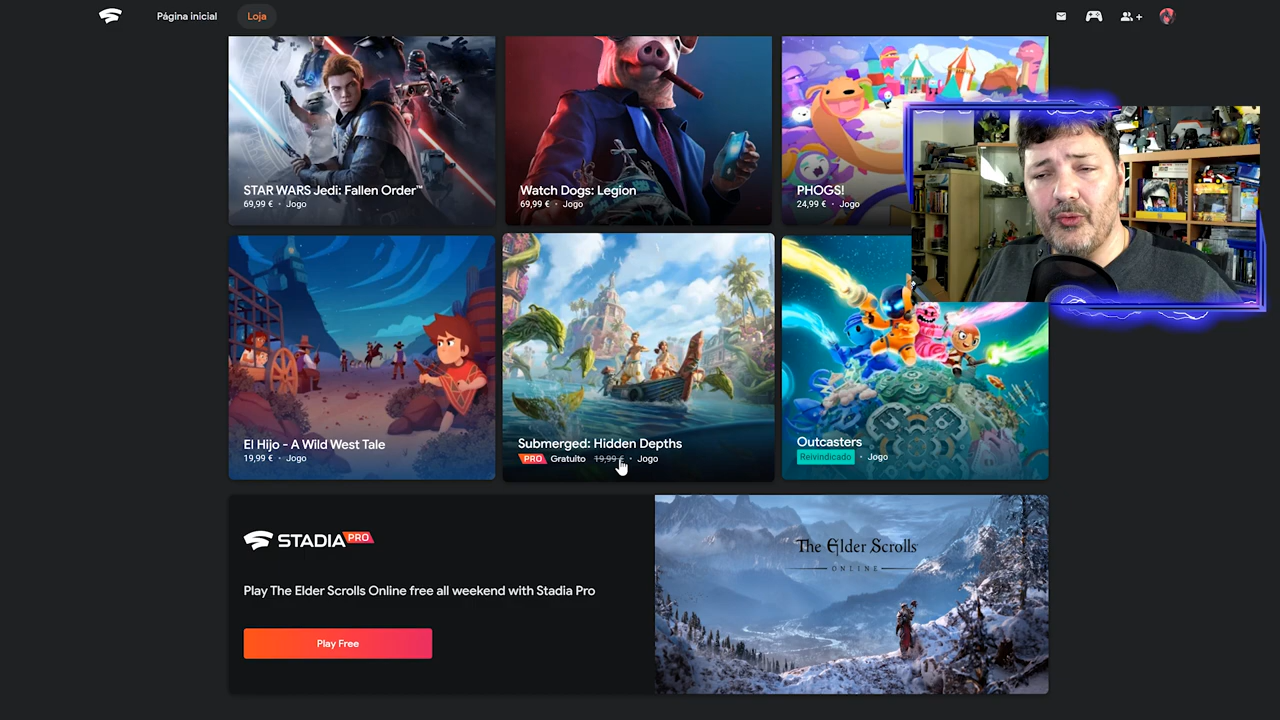 Página inicial
Loja
STAR WARS Jedi: Fallen Order™
69,99 € · Jogo
Watch Dogs: Legion
69,99 € · Jogo
PHOGS!
24,99 € · Jogo
El Hijo - A Wild West Tale
19,99 € · Jogo
Submerged: Hidden Depths
PRO Gratuito 19,99 € · Jogo
Outcasters
Reivindicado · Jogo
STADIA PRO
Play The Elder Scrolls Online free all weekend with Stadia Pro
Play Free
The Elder Scrolls
ONLINE